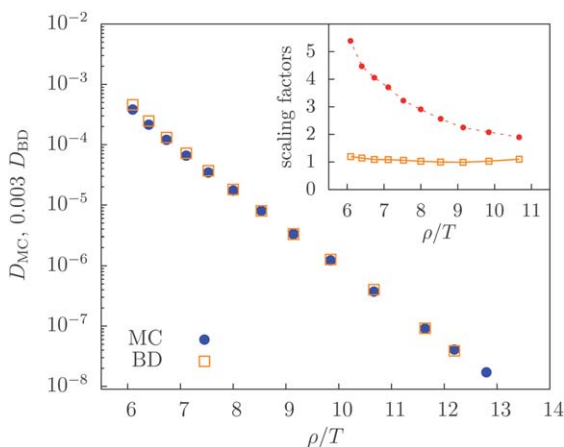 10⁻²
10⁻³
10⁻⁴
10⁻⁵
10⁻⁶
10⁻⁷
10⁻⁸
D_MC, 0.003 D_BD
6 7 8 9 10 11 12 13 14
ρ/T
MC
BD
scaling factors
5
4
3
2
1
0
6 7 8 9 10 11
ρ/T